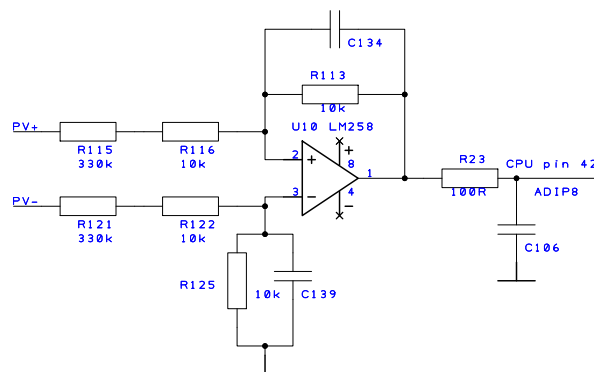 C134
R113
10k
U10 LM258
PV+
R115
330k
R116
10k
2
+
8
+
1
3
−
4
−
R23
100R
CPU pin 42
ADIP8
PV-
R121
330k
R122
10k
R125
10k
C139
C106